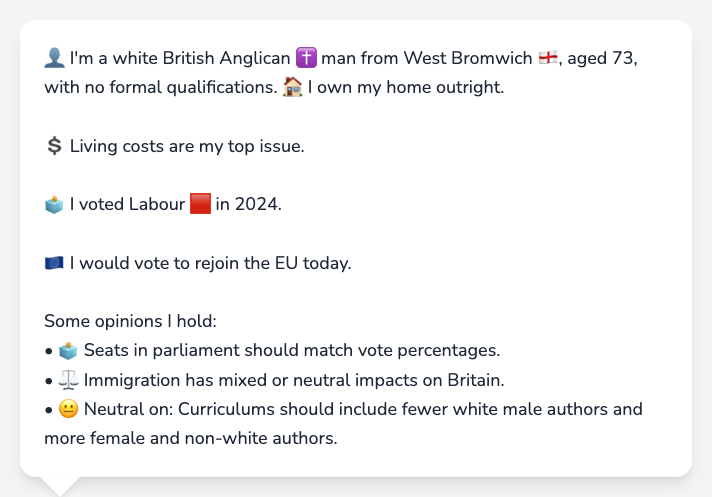 👤 I'm a white British Anglican ✝️ man from West Bromwich 🏴󠁧󠁢󠁥󠁮󠁧󠁿, aged 73,
with no formal qualifications. 🏠 I own my home outright.
💲 Living costs are my top issue.
🗳️ I voted Labour 🟥 in 2024.
🇪🇺 I would vote to rejoin the EU today.
Some opinions I hold:
• 🗳️ Seats in parliament should match vote percentages.
• ⚖️ Immigration has mixed or neutral impacts on Britain.
• 😐 Neutral on: Curriculums should include fewer white male authors and
more female and non-white authors.